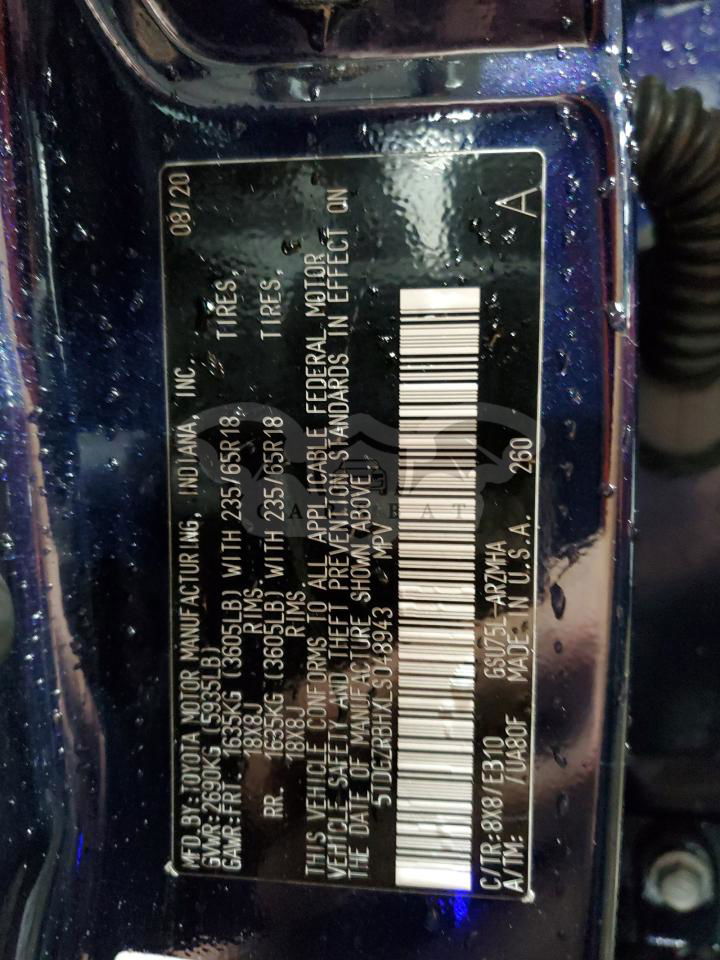 MFD.BY:TOYOTA MOTOR MANUFACTURING, INDIANA, INC. 08/20
GVWR:2690KG (5935LB)
GAWR:FRT. 1635KG (3605LB) WITH 235/65R18 TIRES,
18X8J RIMS.
RR. 1635KG (3605LB) WITH 235/65R18 TIRES,
18X8J RIMS.
THIS VEHICLE CONFORMS TO ALL APPLICABLE FEDERAL MOTOR
VEHICLE SAFETY AND THEFT PREVENTION STANDARDS IN EFFECT ON
THE DATE OF MANUFACTURE SHOWN ABOVE.
5TDGZRBHXLS048943 MPV
C/TR:8X8/EB10 GSU75L-ARZMHA 260
A/TM: /UA80F MADE IN U.S.A. A